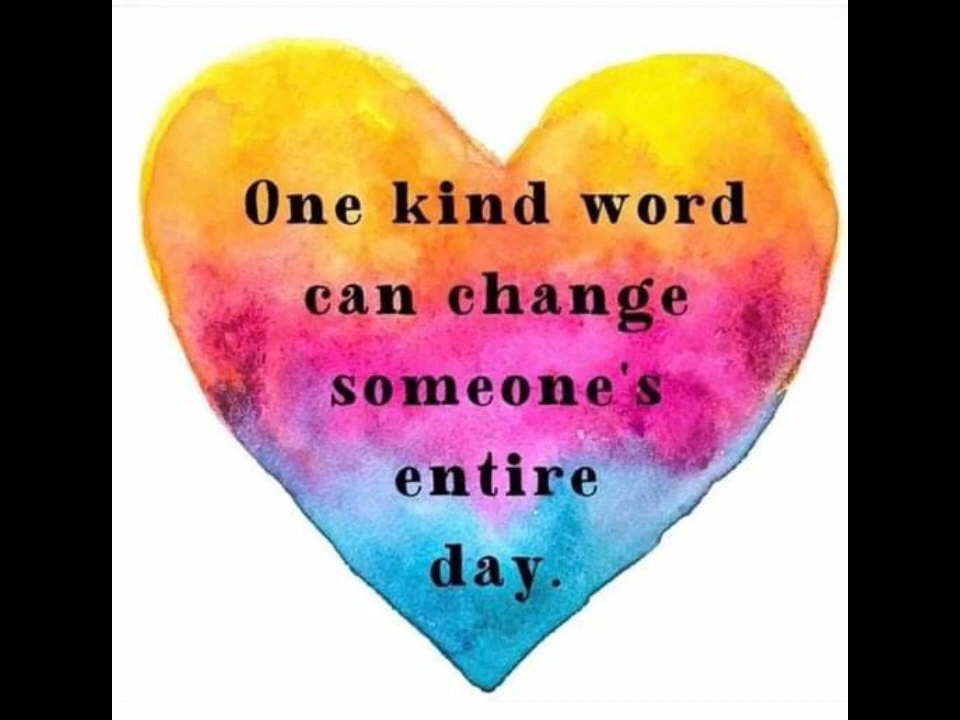 One kind word
can change
someone's
entire
day.